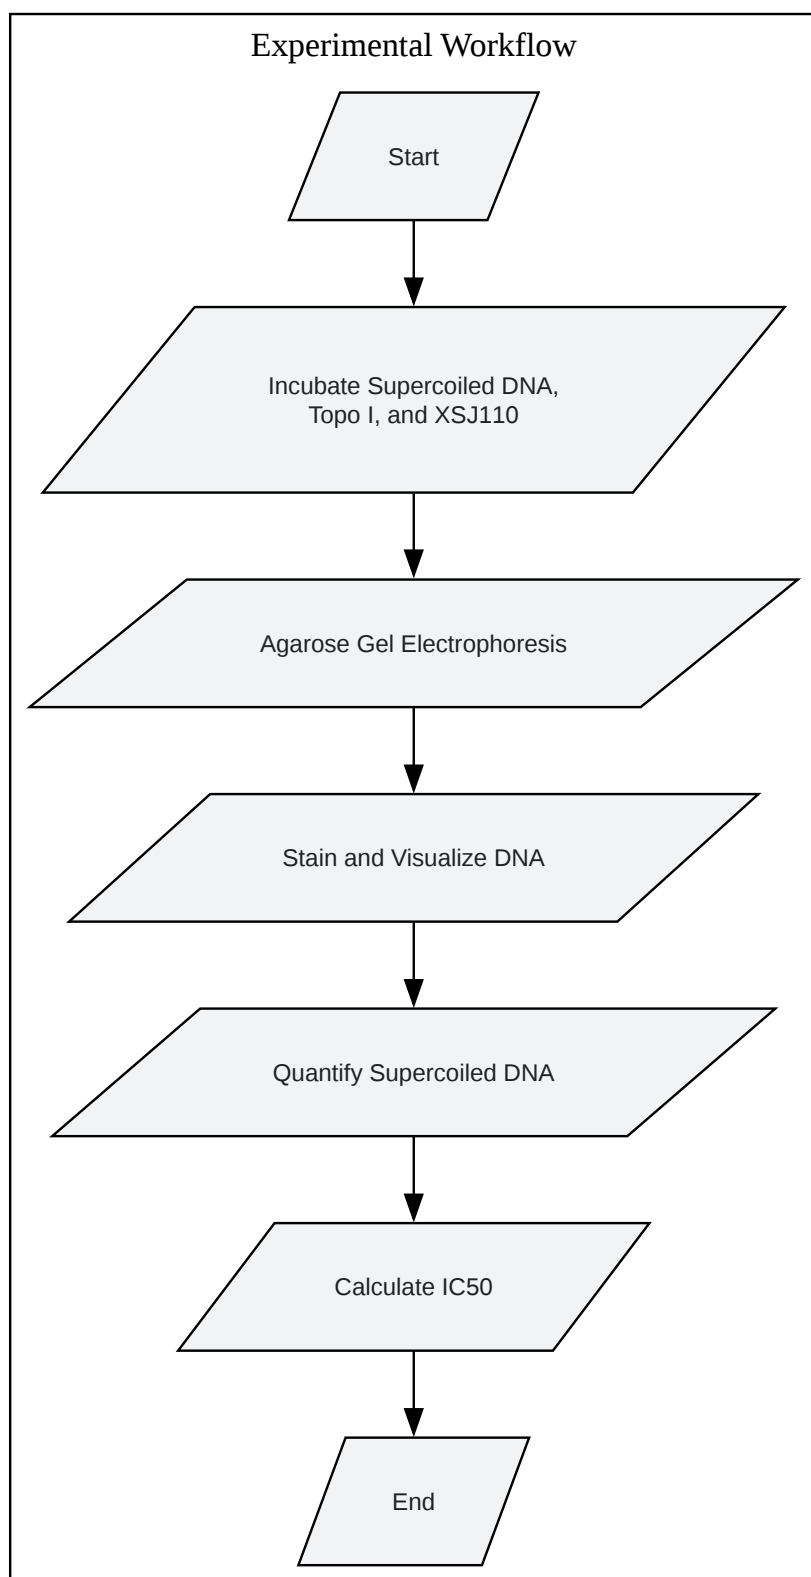 Experimental Workflow
Start
Incubate Supercoiled DNA,
Topo I, and XSJ110
Agarose Gel Electrophoresis
Stain and Visualize DNA
Quantify Supercoiled DNA
Calculate IC50
End